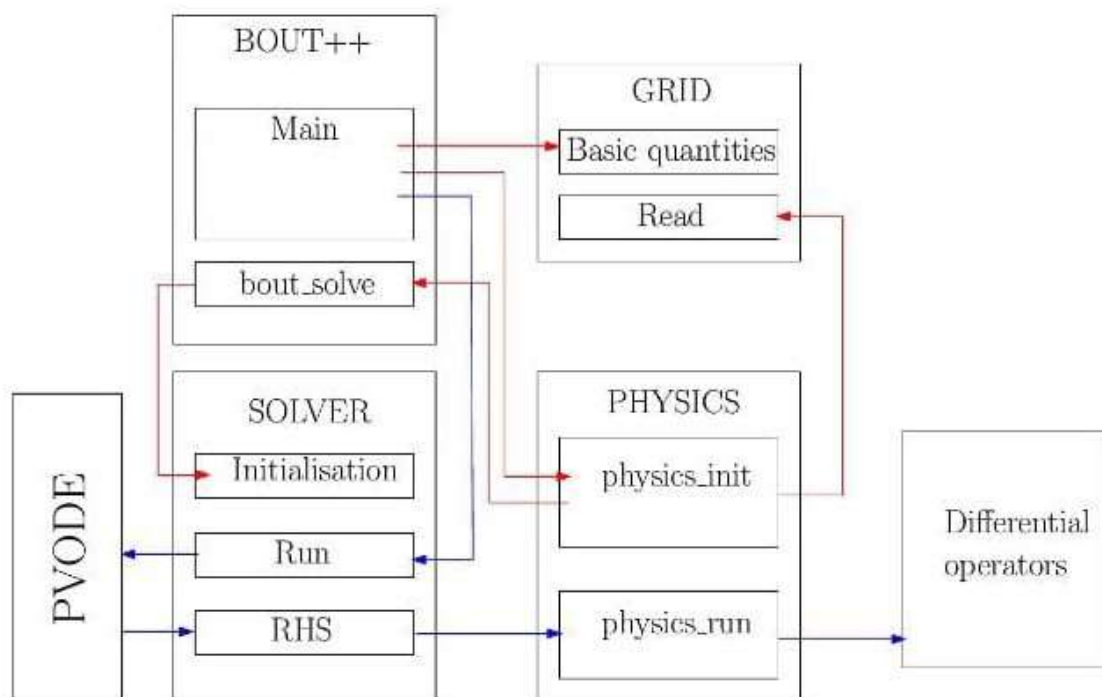 BOUT++
Main
bout_solve
GRID
Basic quantities
Read
PVODE
SOLVER
Initialisation
Run
RHS
PHYSICS
physics_init
physics_run
Differential
operators